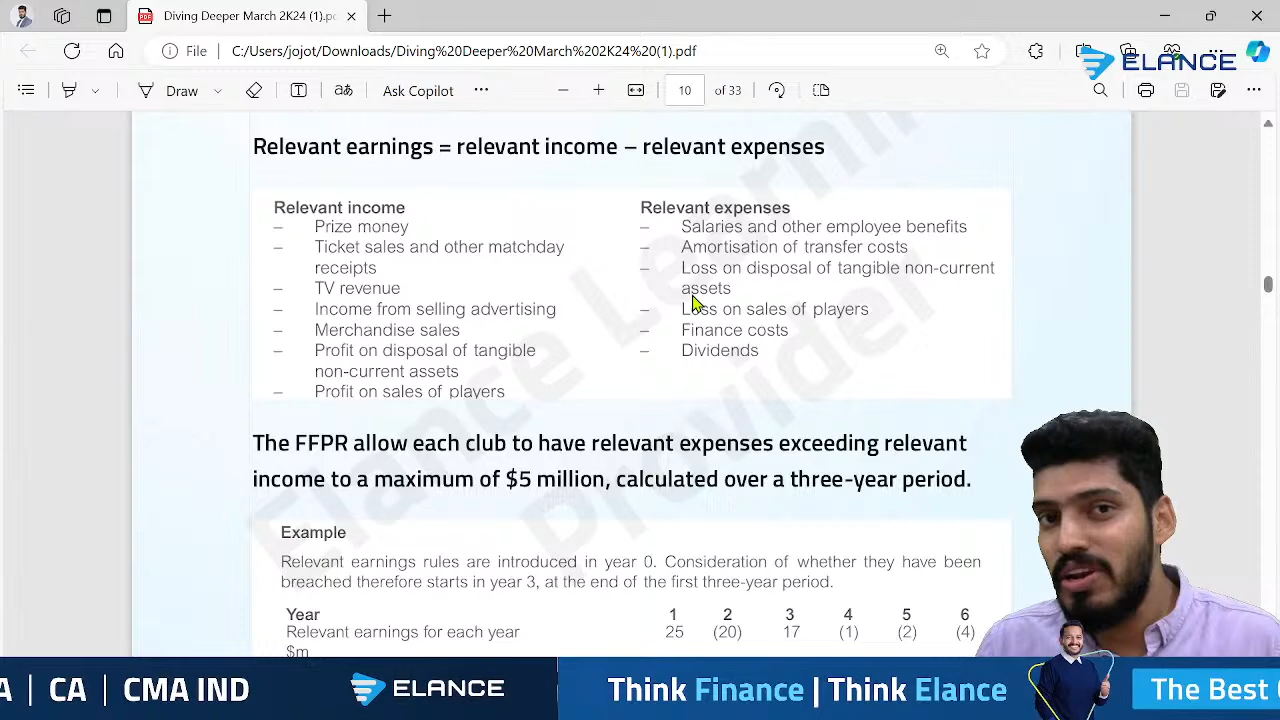 Diving Deeper March 2K24 (1).pc
File
C:/Users/jojot/Downloads/Diving%20Deeper%20March%202K24%20(1).pdf
ELANCE
Draw
aあ
Ask Copilot
10
of 33
Relevant earnings = relevant income – relevant expenses
Relevant income
– Prize money
– Ticket sales and other matchday
receipts
– TV revenue
– Income from selling advertising
– Merchandise sales
– Profit on disposal of tangible
non-current assets
– Profit on sales of players
Relevant expenses
– Salaries and other employee benefits
– Amortisation of transfer costs
– Loss on disposal of tangible non-current
assets
– Loss on sales of players
– Finance costs
– Dividends
Elance Learning
Provider
The FFPR allow each club to have relevant expenses exceeding relevant
income to a maximum of $5 million, calculated over a three-year period.
Example
Relevant earnings rules are introduced in year 0. Consideration of whether they have been
breached therefore starts in year 3, at the end of the first three-year period.
Year 1 2 3 4 5 6
Relevant earnings for each year 25 (20) 17 (1) (2) (4)
$m
A | CA | CMA IND
ELANCE
Think Finance | Think Elance
The Best